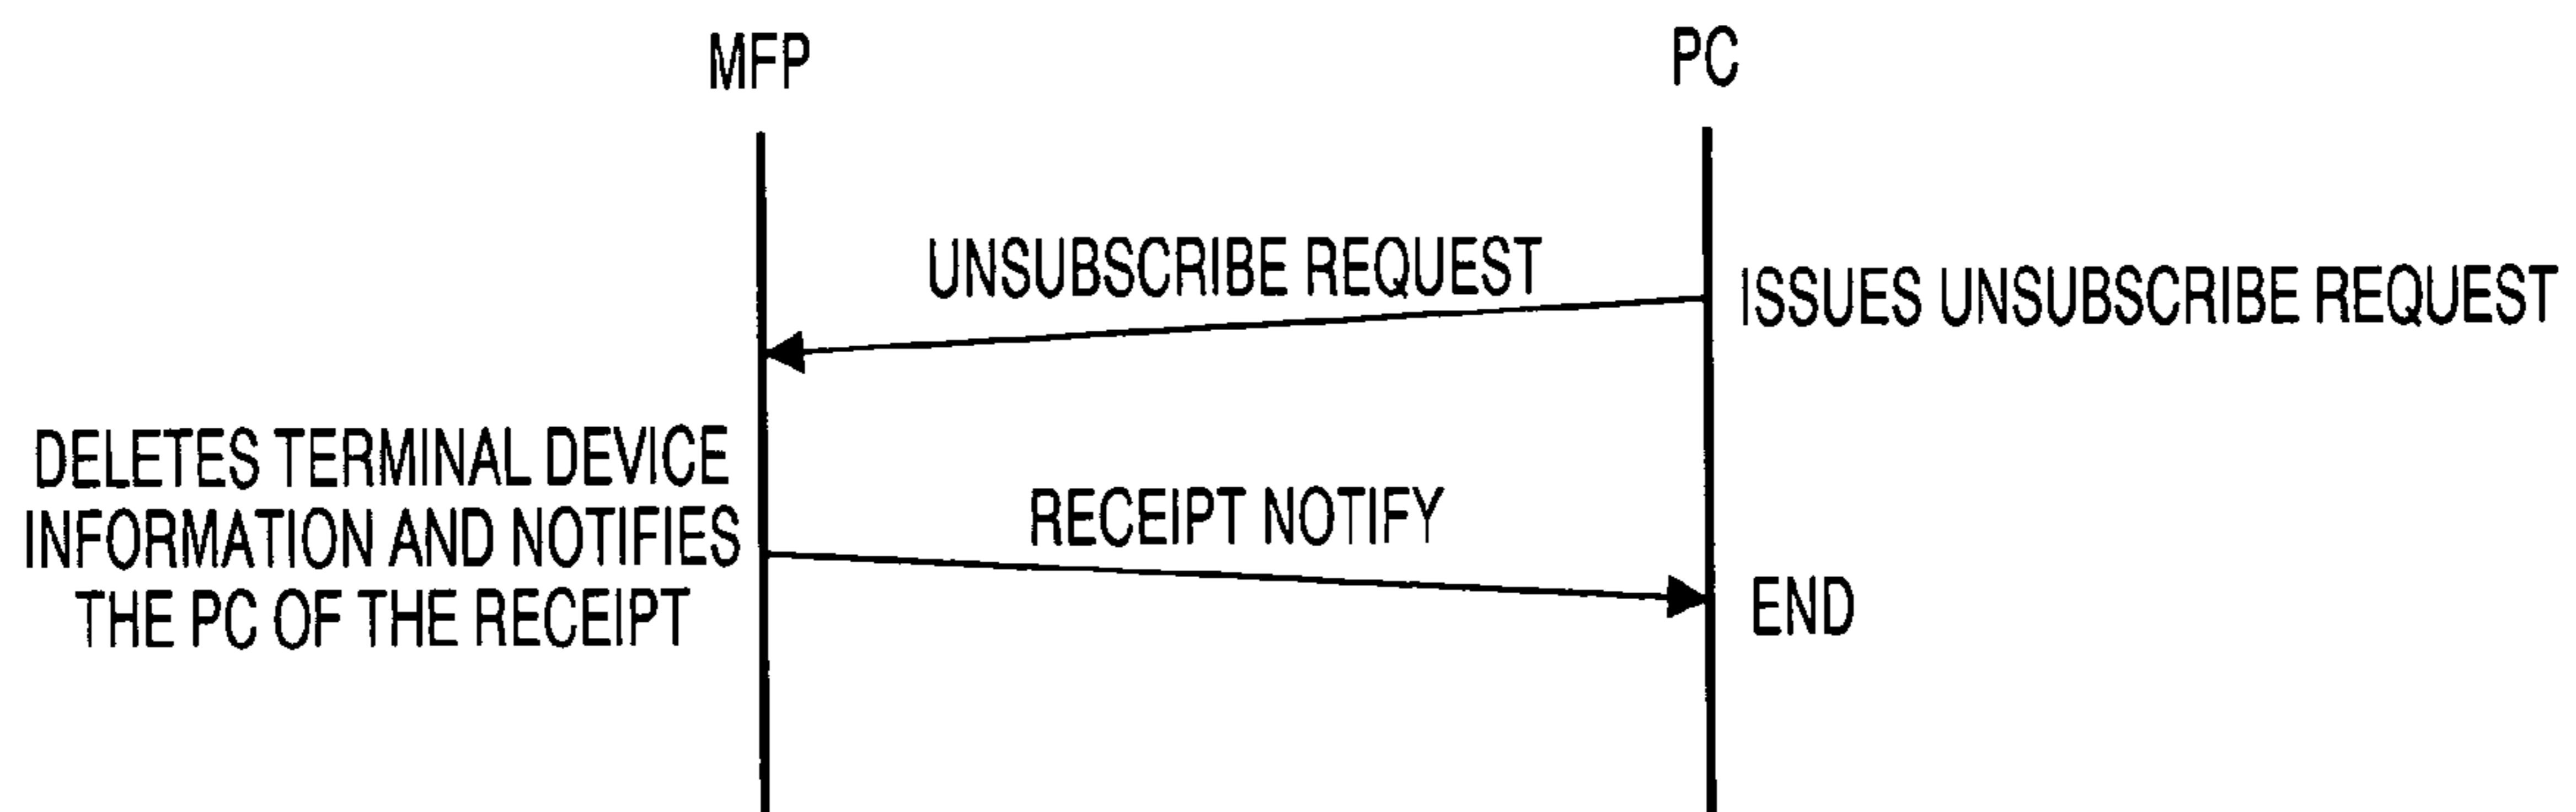 MFP
PC
UNSUBSCRIBE REQUEST
ISSUES UNSUBSCRIBE REQUEST
DELETES TERMINAL DEVICE
INFORMATION AND NOTIFIES
THE PC OF THE RECEIPT
RECEIPT NOTIFY
END